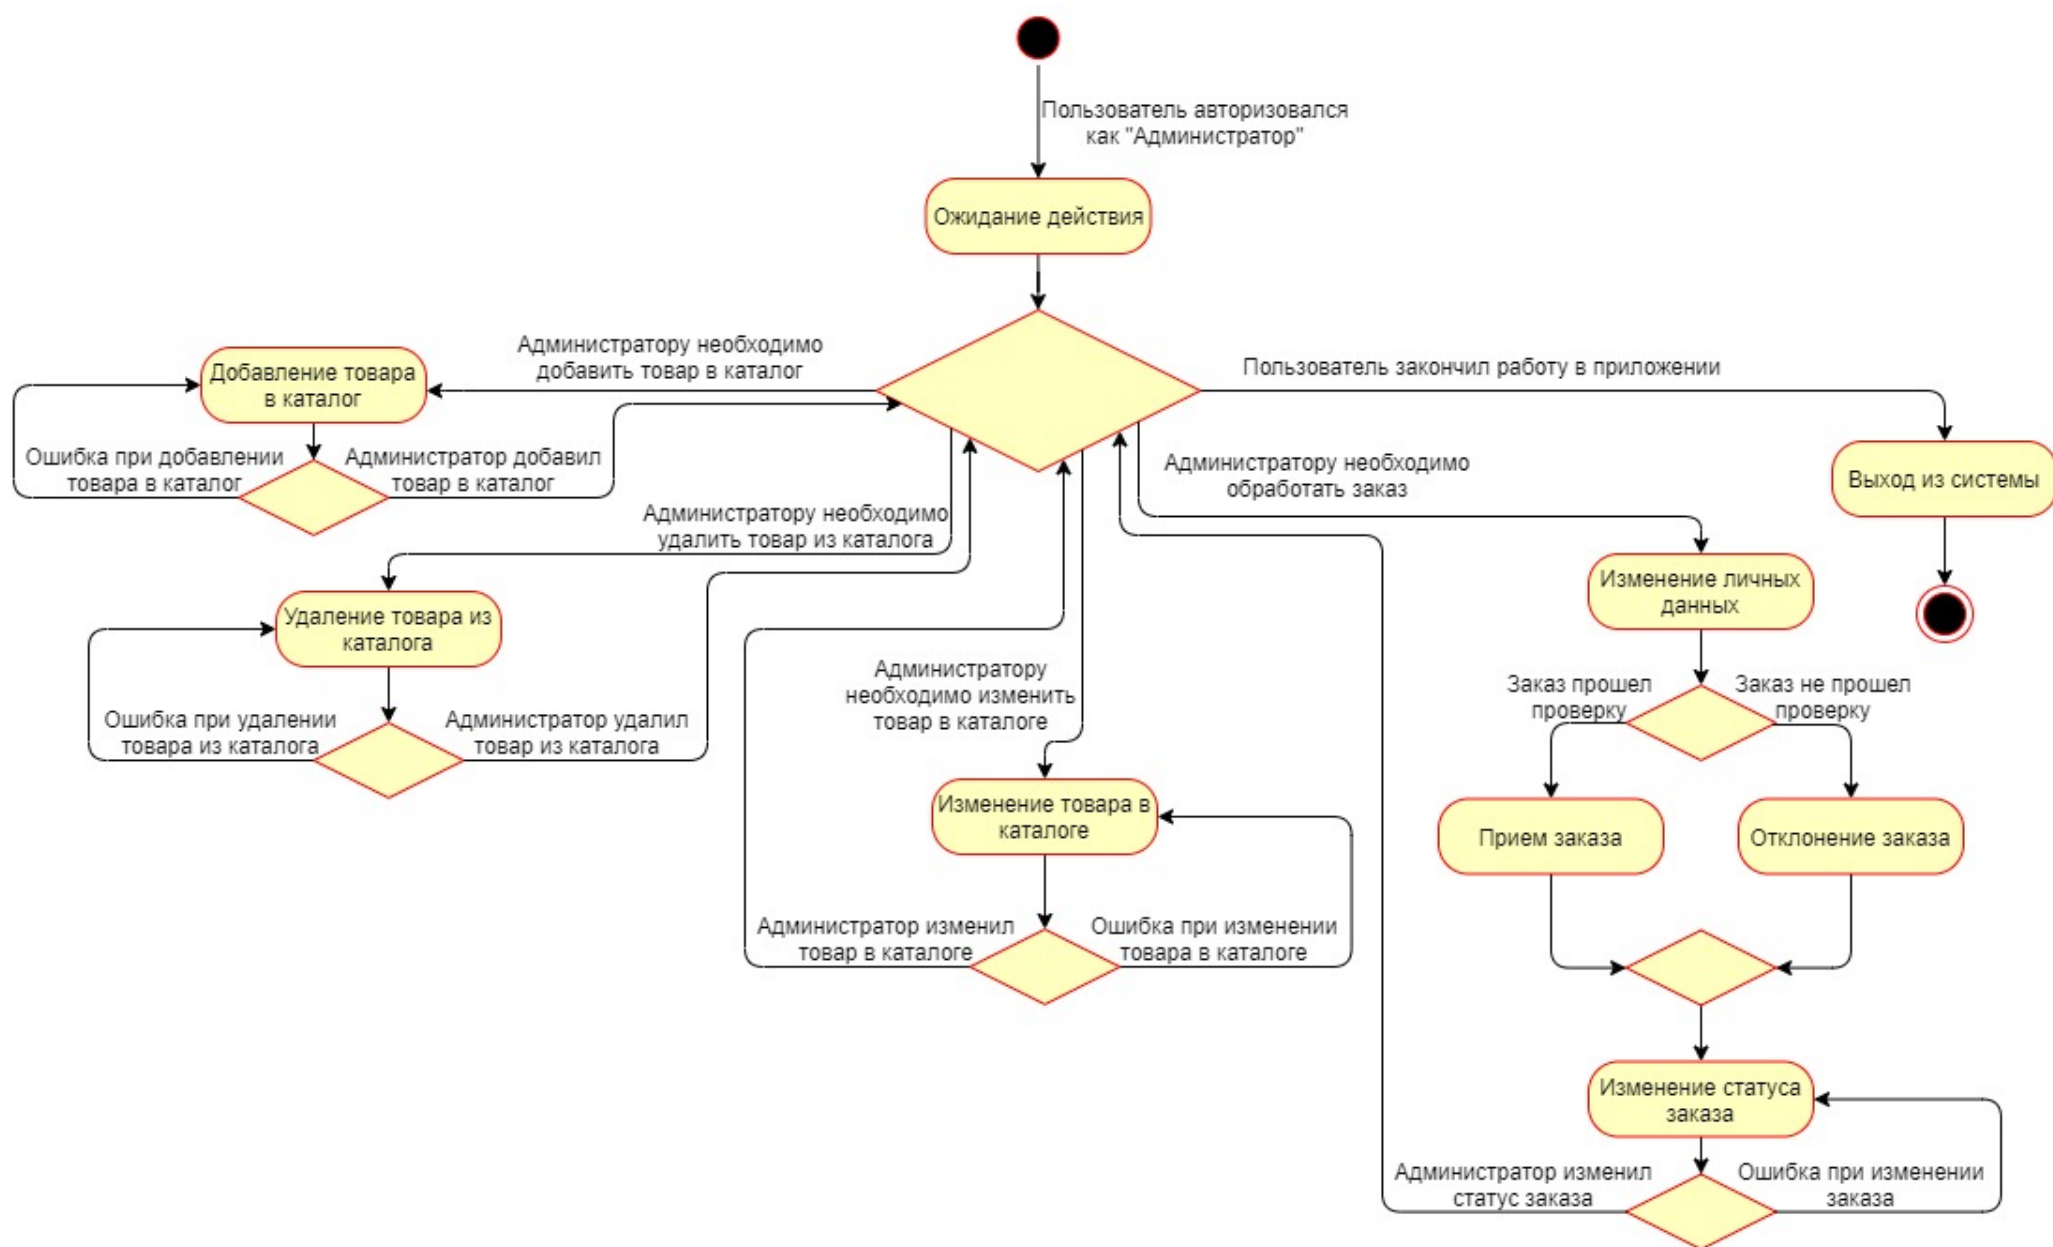 Пользователь авторизовался
как "Администратор"
Ожидание действия
Администратору необходимо
добавить товар в каталог
Пользователь закончил работу в приложении
Добавление товара
в каталог
Ошибка при добавлении
товара в каталог
Администратор добавил
товар в каталог
Администратору необходимо
обработать заказ
Выход из системы
Администратору необходимо
удалить товар из каталога
Изменение личных
данных
Удаление товара из
каталога
Администратору
необходимо изменить
товар в каталоге
Заказ прошел
проверку
Заказ не прошел
проверку
Ошибка при удалении
товара из каталога
Администратор удалил
товар из каталога
Изменение товара в
каталоге
Прием заказа
Отклонение заказа
Администратор изменил
товар в каталоге
Ошибка при изменении
товара в каталоге
Изменение статуса
заказа
Администратор изменил
статус заказа
Ошибка при изменении
заказа